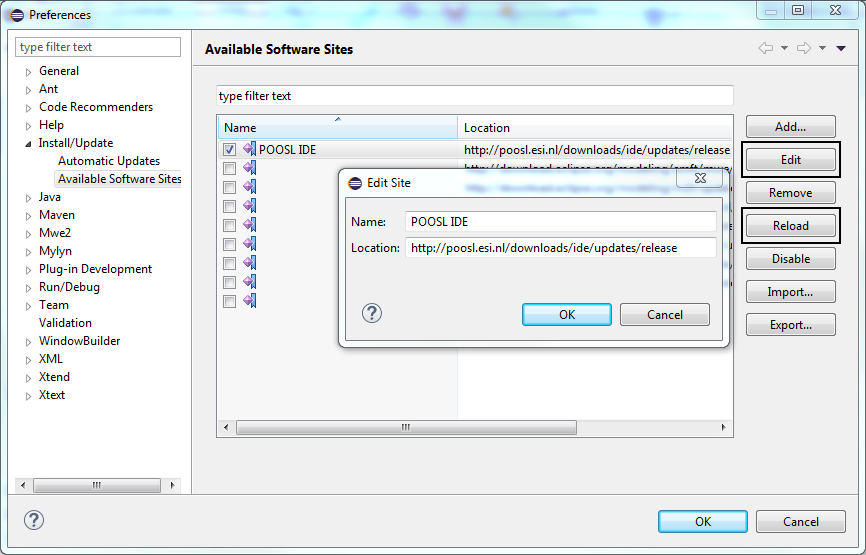 Preferences
type filter text
General
Ant
Code Recommenders
Help
Install/Update
Automatic Updates
Available Software Sites
Java
Maven
Mwe2
Mylyn
Plug-in Development
Run/Debug
Team
Validation
WindowBuilder
XML
Xtend
Xtext
Available Software Sites
type filter text
Name Location
POOSL IDE http://poosl.esi.nl/downloads/ide/updates/release
Add...
Edit
Remove
Reload
Disable
Import...
Export...
Edit Site
Name: POOSL IDE
Location: http://poosl.esi.nl/downloads/ide/updates/release
OK Cancel
OK Cancel